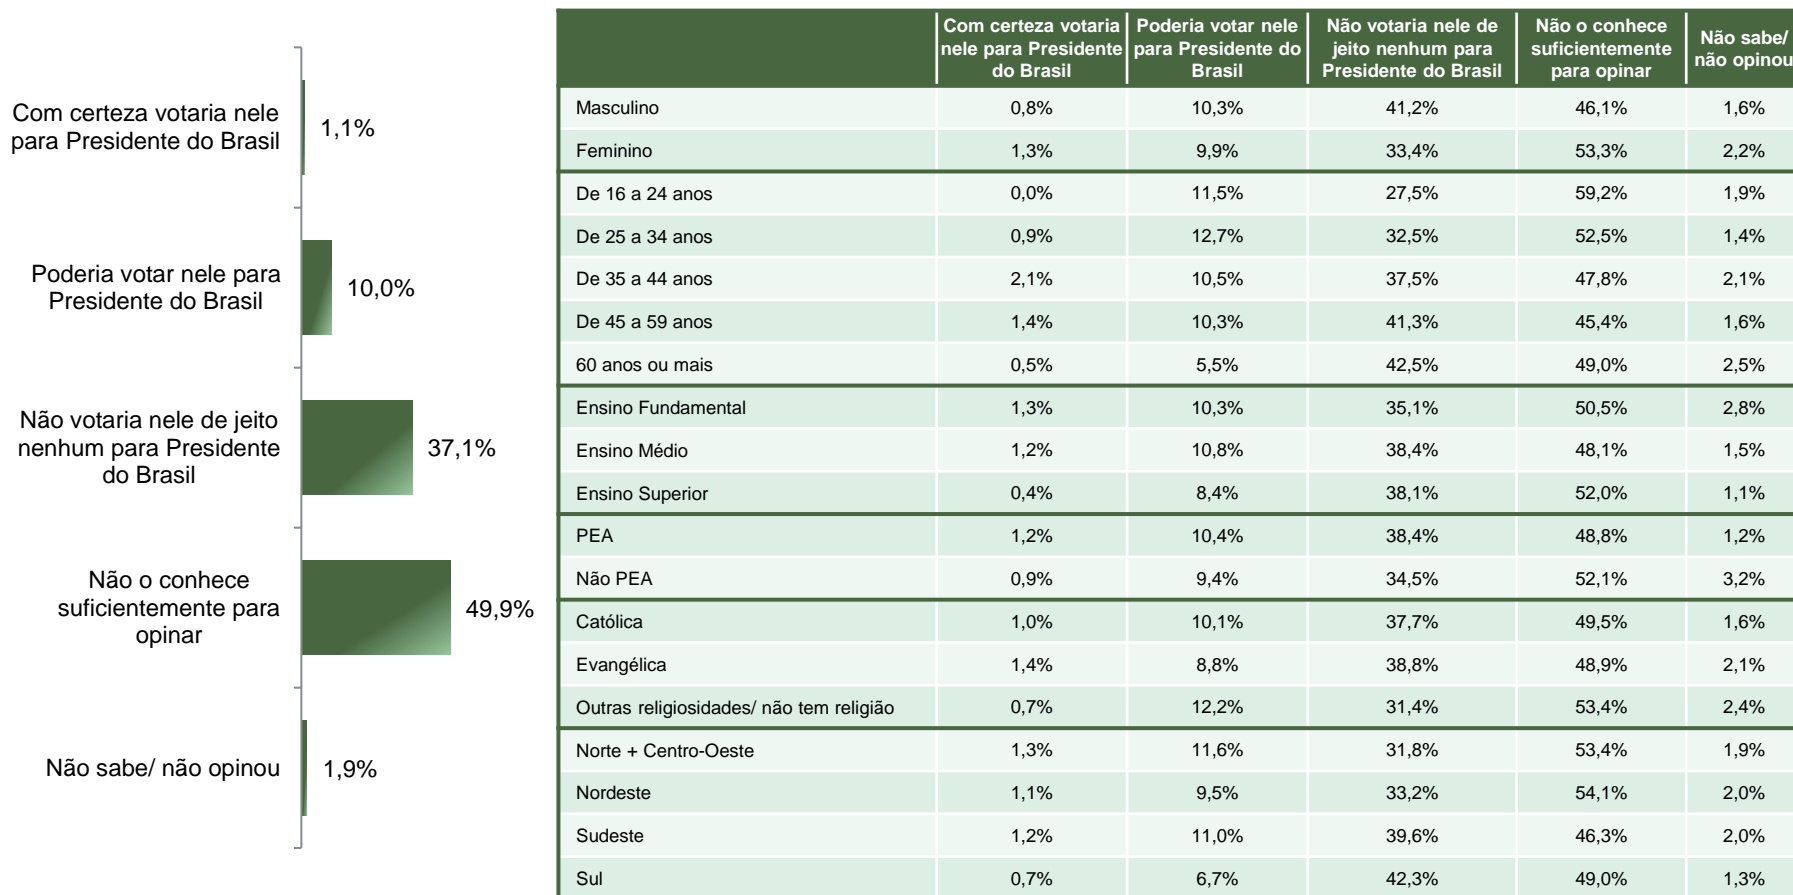 Com certeza votaria nele
para Presidente do Brasil
1,1%
Poderia votar nele para
Presidente do Brasil
10,0%
Não votaria nele de jeito
nenhum para Presidente
do Brasil
37,1%
Não o conhece
suficientemente para
opinar
49,9%
Não sabe/ não opinou
1,9%
Com certeza votaria nele para Presidente do Brasil
Poderia votar nele para Presidente do Brasil
Não votaria nele de jeito nenhum para Presidente do Brasil
Não o conhece suficientemente para opinar
Não sabe/ não opinou
Masculino 0,8% 10,3% 41,2% 46,1% 1,6%
Feminino 1,3% 9,9% 33,4% 53,3% 2,2%
De 16 a 24 anos 0,0% 11,5% 27,5% 59,2% 1,9%
De 25 a 34 anos 0,9% 12,7% 32,5% 52,5% 1,4%
De 35 a 44 anos 2,1% 10,5% 37,5% 47,8% 2,1%
De 45 a 59 anos 1,4% 10,3% 41,3% 45,4% 1,6%
60 anos ou mais 0,5% 5,5% 42,5% 49,0% 2,5%
Ensino Fundamental 1,3% 10,3% 35,1% 50,5% 2,8%
Ensino Médio 1,2% 10,8% 38,4% 48,1% 1,5%
Ensino Superior 0,4% 8,4% 38,1% 52,0% 1,1%
PEA 1,2% 10,4% 38,4% 48,8% 1,2%
Não PEA 0,9% 9,4% 34,5% 52,1% 3,2%
Católica 1,0% 10,1% 37,7% 49,5% 1,6%
Evangélica 1,4% 8,8% 38,8% 48,9% 2,1%
Outras religiosidades/ não tem religião 0,7% 12,2% 31,4% 53,4% 2,4%
Norte + Centro-Oeste 1,3% 11,6% 31,8% 53,4% 1,9%
Nordeste 1,1% 9,5% 33,2% 54,1% 2,0%
Sudeste 1,2% 11,0% 39,6% 46,3% 2,0%
Sul 0,7% 6,7% 42,3% 49,0% 1,3%